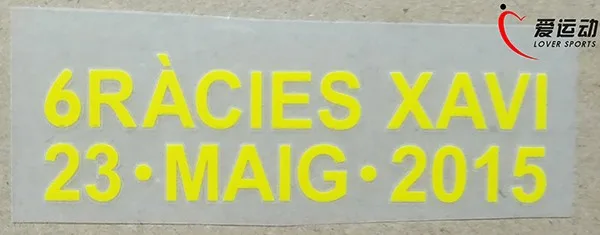 爱运动
LOVER SPORTS
6RÀCIES XAVI
23·MAIG·2015